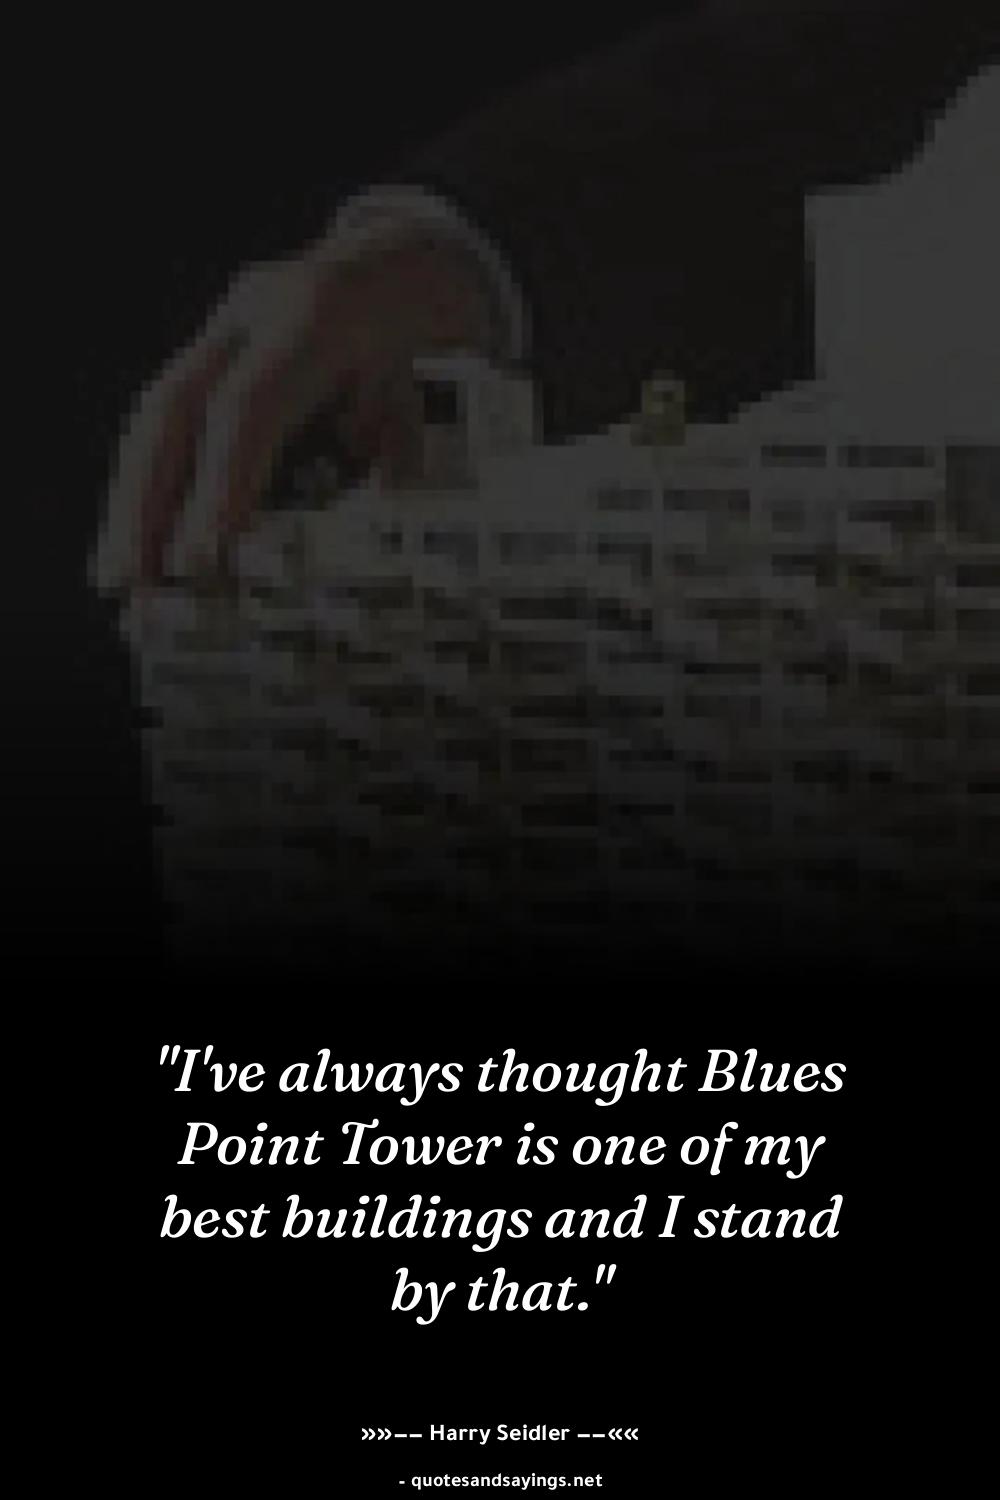 "I've always thought Blues
Point Tower is one of my
best buildings and I stand
by that."
»»−− Harry Seidler −−««
- quotesandsayings.net